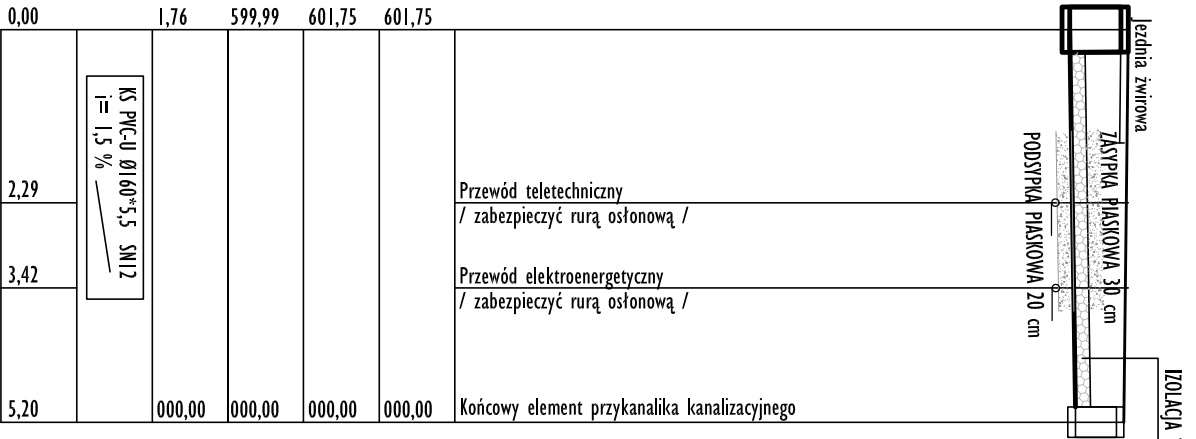 0,00 1,76 599,99 601,75 601,75
Jezdnia żwirowa
KS PVC-U Ø160*5,5 SN12
i= 1,5 %
ZASYPKA PIASKOWA 30 cm
PODSYPKA PIASKOWA 20 cm
2,29 Przewód teletechniczny
/ zabezpieczyć rurą osłonową /
3,42 Przewód elektroenergetyczny
/ zabezpieczyć rurą osłonową /
IZOLACJA
5,20 000,00 000,00 000,00 000,00 Końcowy element przykanalika kanalizacyjnego